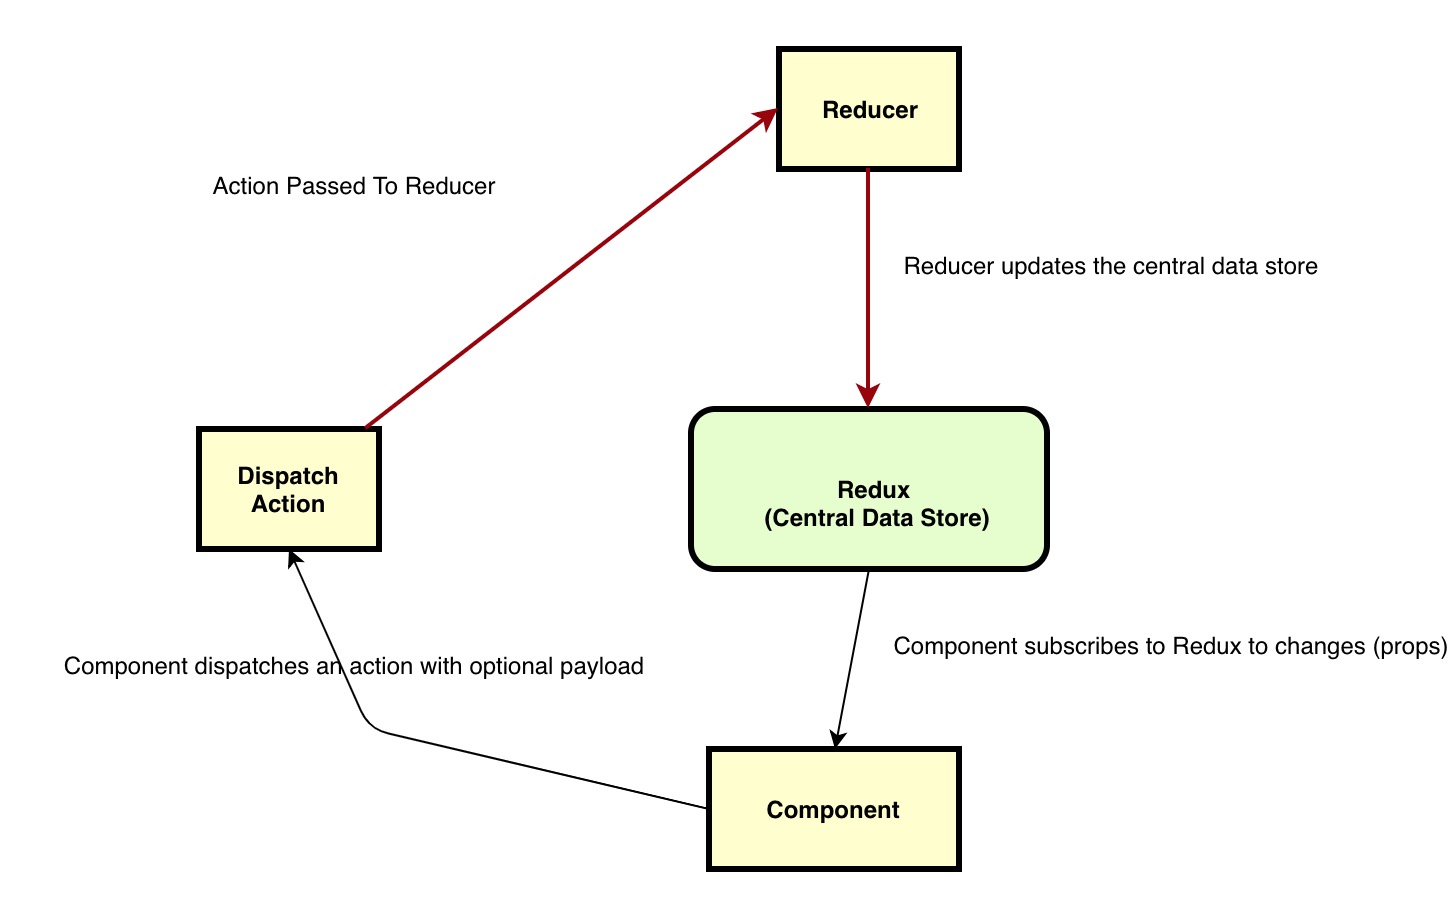 Reducer
Action Passed To Reducer
Reducer updates the central data store
Dispatch
Action
Redux
(Central Data Store)
Component subscribes to Redux to changes (props)
Component dispatches an action with optional payload
Component